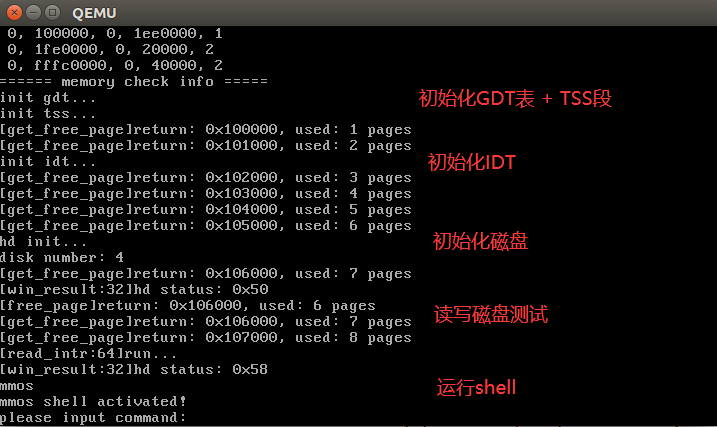 QEMU
0, 100000, 0, 1ee0000, 1
0, 1fe0000, 0, 20000, 2
0, fffc0000, 0, 40000, 2
====== memory check info =====
init gdt... 初始化GDT表 + TSS段
init tss...
[get_free_page]return: 0x100000, used: 1 pages
[get_free_page]return: 0x101000, used: 2 pages
init idt... 初始化IDT
[get_free_page]return: 0x102000, used: 3 pages
[get_free_page]return: 0x103000, used: 4 pages
[get_free_page]return: 0x104000, used: 5 pages
[get_free_page]return: 0x105000, used: 6 pages
hd init... 初始化磁盘
disk number: 4
[get_free_page]return: 0x106000, used: 7 pages
[win_result:32]hd status: 0x50
[free_page]return: 0x106000, used: 6 pages
[get_free_page]return: 0x106000, used: 7 pages 读写磁盘测试
[get_free_page]return: 0x107000, used: 8 pages
[read_intr:64]run...
[win_result:32]hd status: 0x58
mmos 运行shell
mmos shell activated!
please input command: